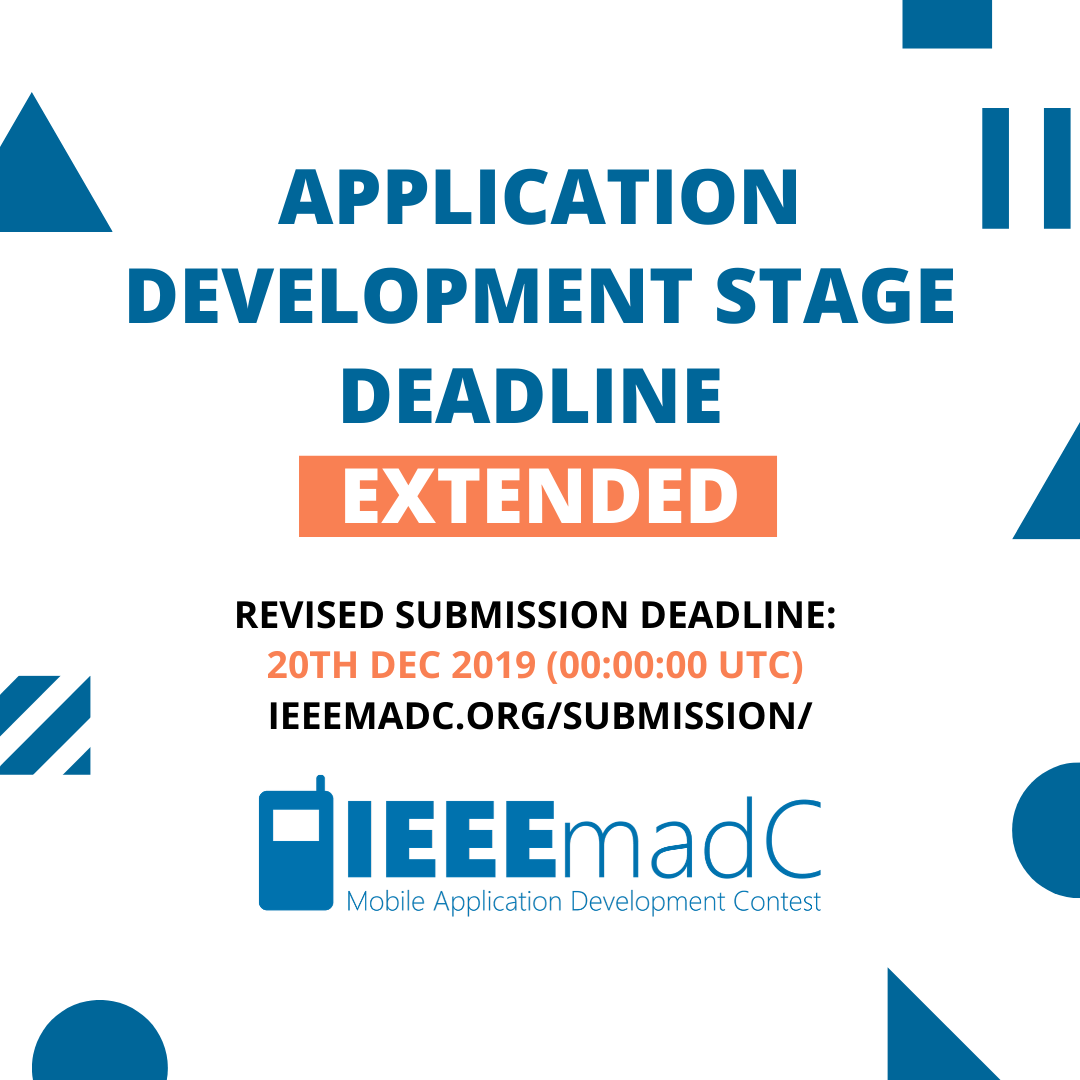 APPLICATION
DEVELOPMENT STAGE
DEADLINE
EXTENDED
REVISED SUBMISSION DEADLINE:
20TH DEC 2019 (00:00:00 UTC)
IEEEMADC.ORG/SUBMISSION/
IEEEmadC
Mobile Application Development Contest